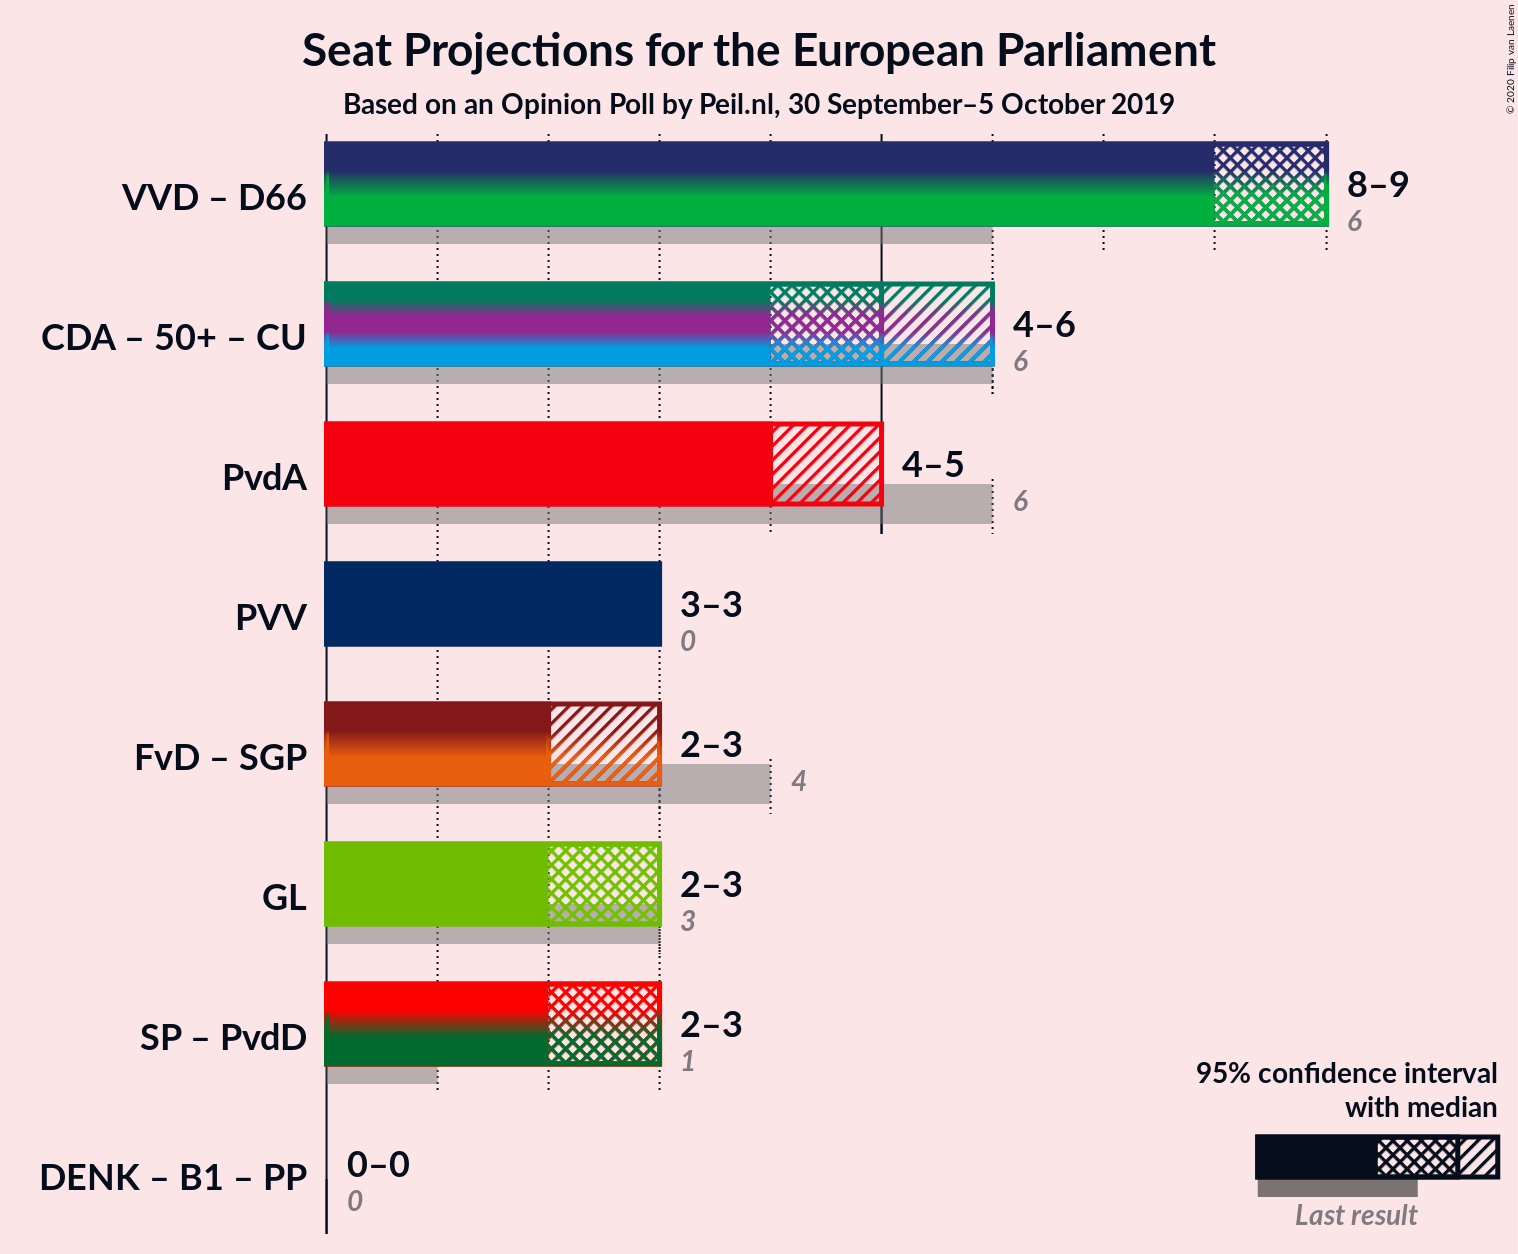 Seat Projections for the European Parliament
Based on an Opinion Poll by Peil.nl, 30 September–5 October 2019
© 2020 Filip van Laenen
VVD – D66
8–9
6
CDA – 50+ – CU
4–6
6
PvdA
4–5
6
PVV
3–3
0
FvD – SGP
2–3
4
GL
2–3
3
SP – PvdD
2–3
1
DENK – B1 – PP
0–0
0
95% confidence interval
with median
Last result